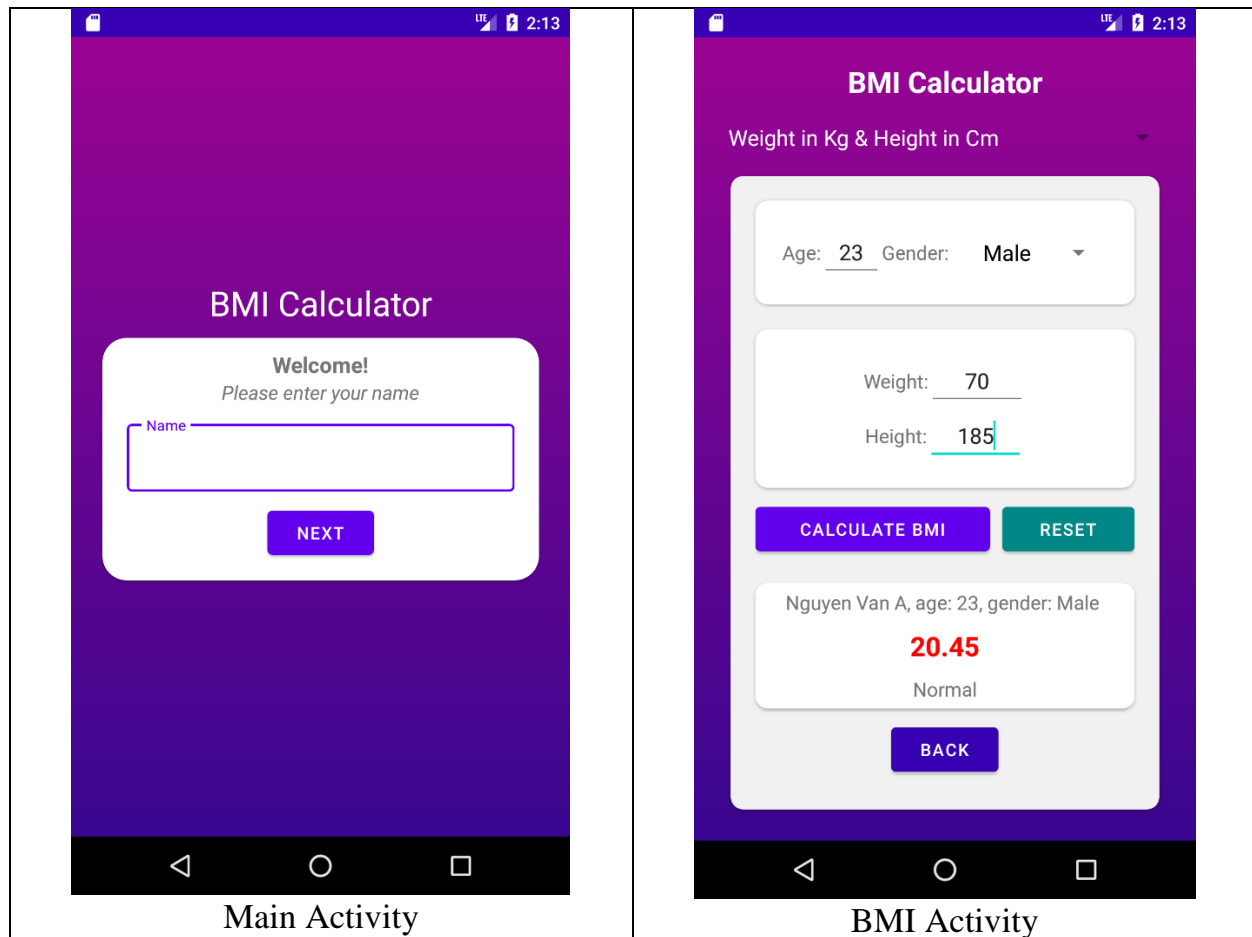 LTE 2:13
BMI Calculator
Welcome!
Please enter your name
Name
NEXT
Main Activity
LTE 2:13
BMI Calculator
Weight in Kg & Height in Cm
Age: 23 Gender: Male
Weight: 70
Height: 185
CALCULATE BMI RESET
Nguyen Van A, age: 23, gender: Male
20.45
Normal
BACK
BMI Activity